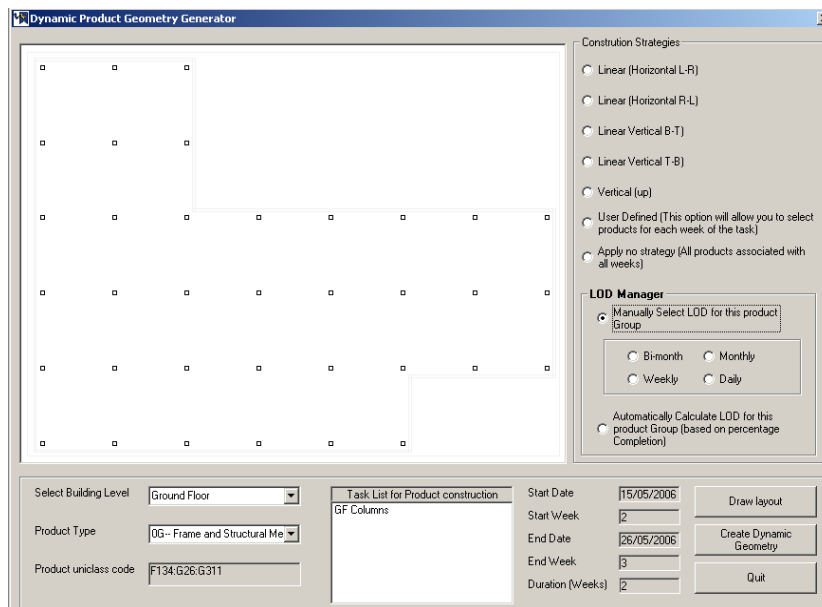 Dynamic Product Geometry Generator
Constrution Strategies
Linear (Horizontal L-R)
Linear (Horizontal R-L)
Linear Vertical B-T)
Linear Vertical T-B)
Vertical (up)
User Defined (This option will allow you to select
products for each week of the task)
Apply no strategy (All products associated with
all weeks)
LOD Manager
Manually Select LOD for this product
Group
Bi-month
Monthly
Weekly
Daily
Automatically Calculate LOD for this
product Group (based on percentage
Completion)
Select Building Level
Ground Floor
Product Type
0G-- Frame and Structural Me
Product uniclass code
F134:G26:G311
Task List for Product construction
GF Columns
Start Date
15/05/2006
Start Week
2
End Date
26/05/2006
End Week
3
Duration (Weeks)
2
Draw layout
Create Dynamic
Geometry
Quit